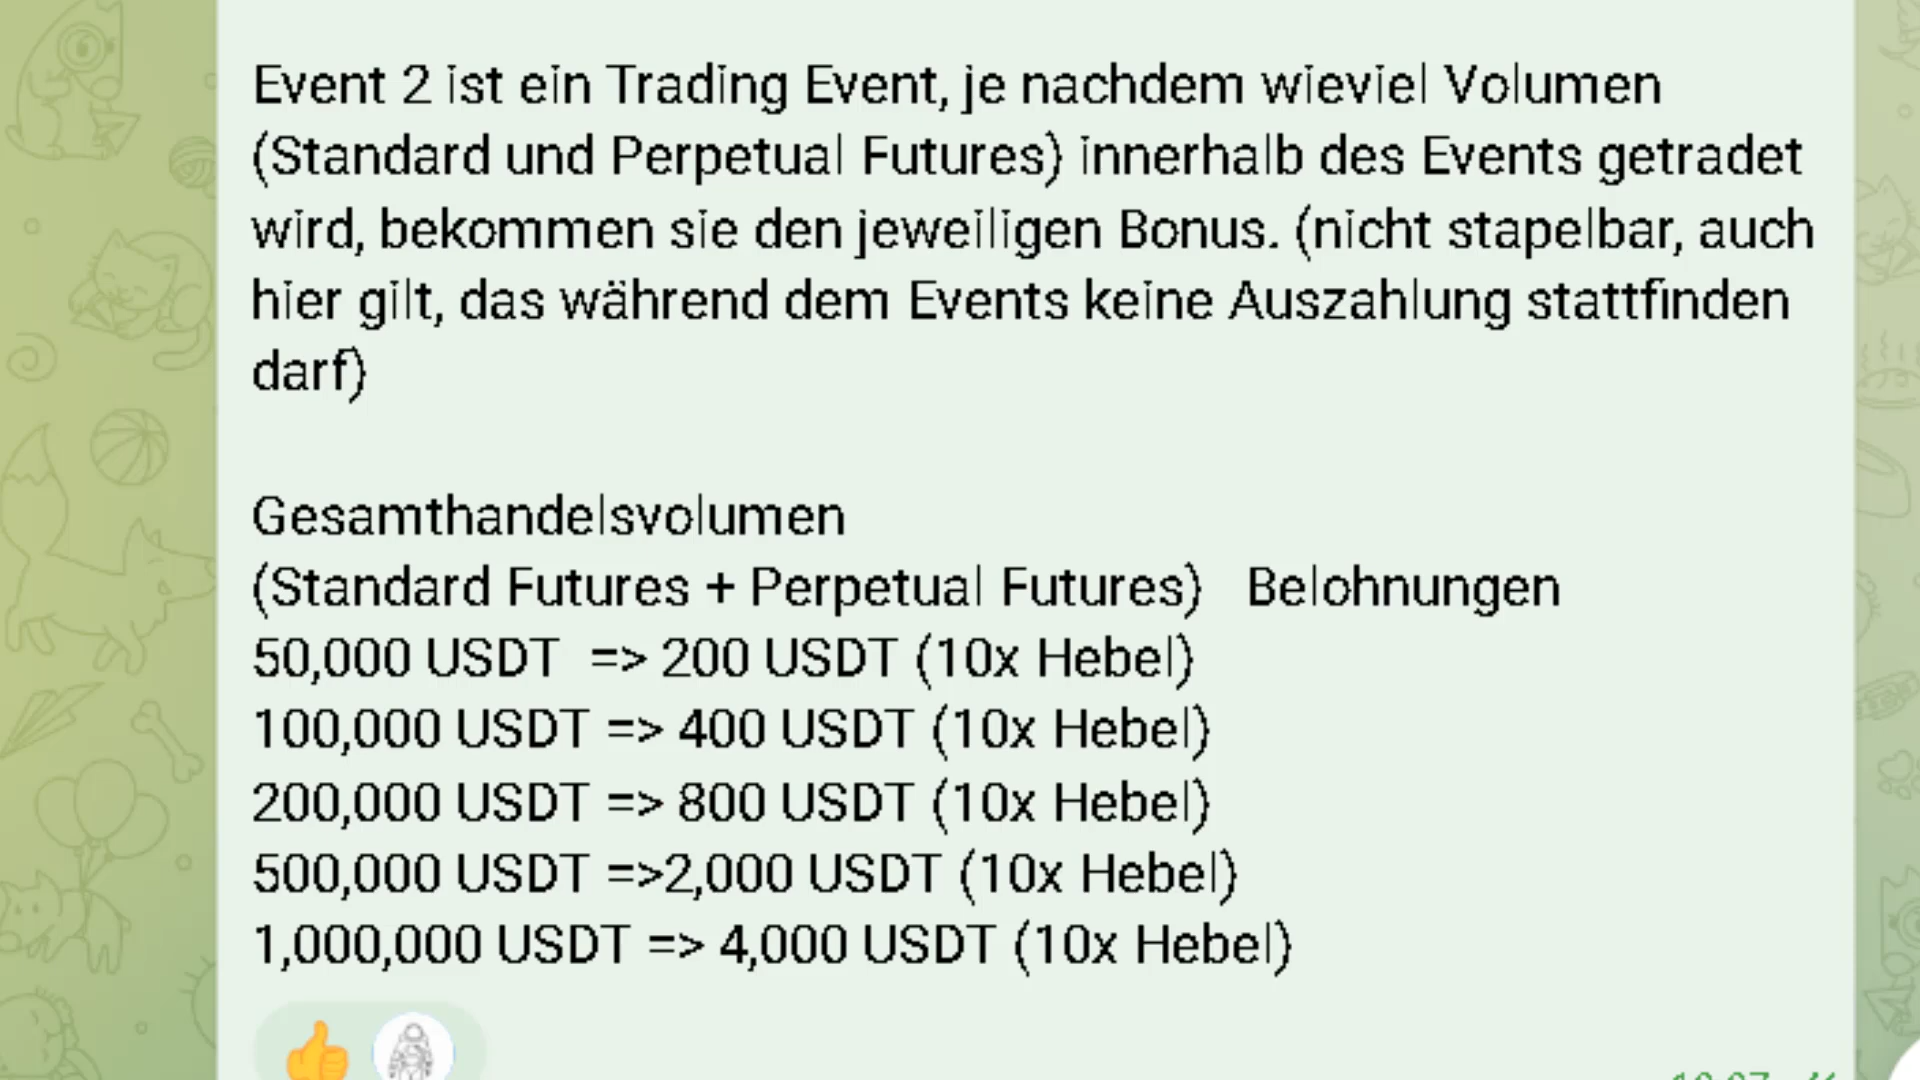 Event 2 ist ein Trading Event, je nachdem wieviel Volumen
(Standard und Perpetual Futures) innerhalb des Events getradet
wird, bekommen sie den jeweiligen Bonus. (nicht stapelbar, auch
hier gilt, das während dem Events keine Auszahlung stattfinden
darf)
Gesamthandelsvolumen
(Standard Futures + Perpetual Futures)   Belohnungen
50,000 USDT  => 200 USDT (10x Hebel)
100,000 USDT => 400 USDT (10x Hebel)
200,000 USDT => 800 USDT (10x Hebel)
500,000 USDT =>2,000 USDT (10x Hebel)
1,000,000 USDT => 4,000 USDT (10x Hebel)